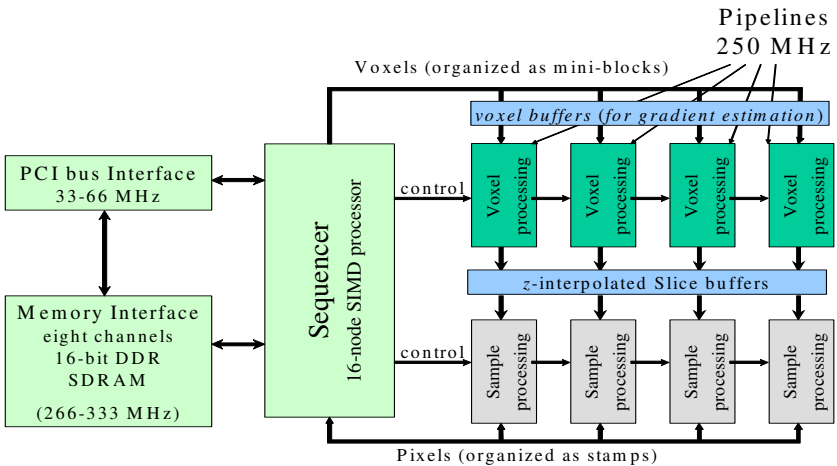 Pipelines
250 MHz
Voxels (organized as mini-blocks)
voxel buffers (for gradient estimation)
PCI bus Interface
33-66 MHz
Memory Interface
eight channels
16-bit DDR
SDRAM
(266-333 MHz)
Sequencer
16-node SIMD processor
control
Voxel
processing
Voxel
processing
Voxel
processing
Voxel
processing
z-interpolated Slice buffers
control
Sample
processing
Sample
processing
Sample
processing
Sample
processing
Pixels (organized as stamps)